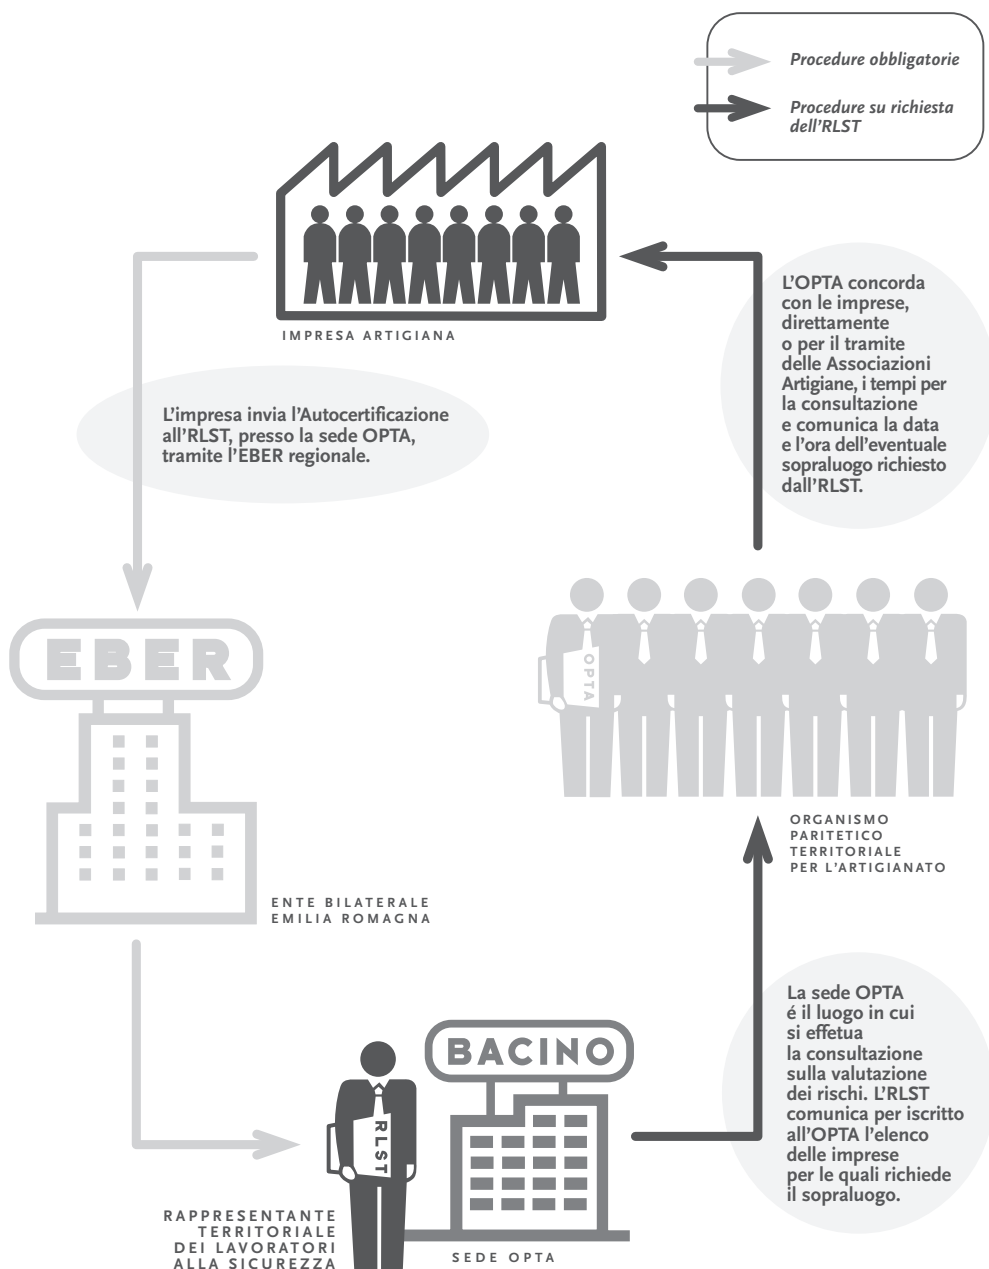 Procedure obbligatorie
Procedure su richiesta
dell'RLST
IMPRESA ARTIGIANA
L'OPTA concorda
con le imprese,
direttamente
o per il tramite
delle Associazioni
Artigiane, i tempi per
la consultazione
e comunica la data
e l'ora dell'eventuale
sopraluogo richiesto
dall'RLST.
L'impresa invia l'Autocertificazione
all'RLST, presso la sede OPTA,
tramite l'EBER regionale.
EBER
ENTE BILATERALE
EMILIA ROMAGNA
OPTA
ORGANISMO
PARITETICO
TERRITORIALE
PER L'ARTIGIANATO
La sede OPTA
é il luogo in cui
si effetua
la consultazione
sulla valutazione
dei rischi. L'RLST
comunica per iscritto
all'OPTA l'elenco
delle imprese
per le quali richiede
il sopraluogo.
BACINO
RLST
RAPPRESENTANTE
TERRITORIALE
DEI LAVORATORI
ALLA SICUREZZA
SEDE OPTA